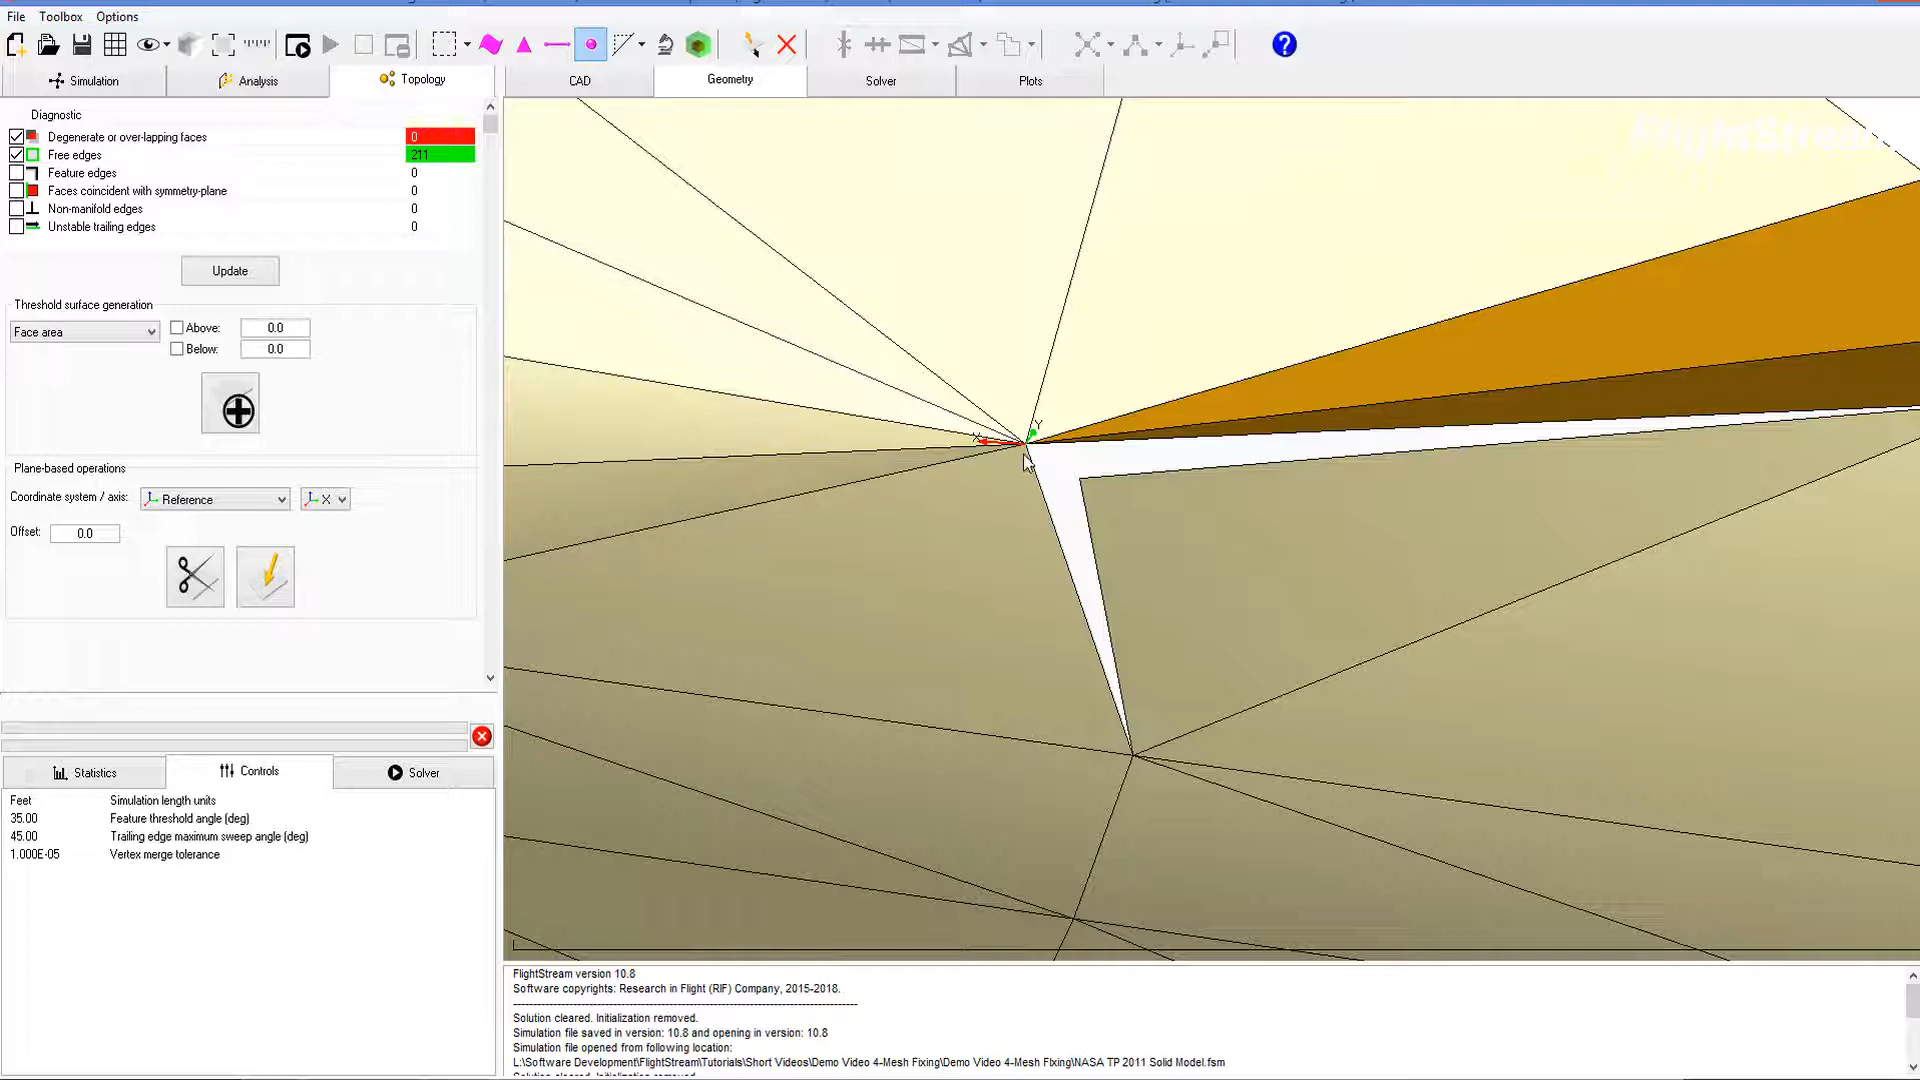 File Toolbox Options
Simulation Analysis Topology CAD Geometry Solver Plots
Diagnostic
Degenerate or over-lapping faces 0
Free edges 211
Feature edges 0
Faces coincident with symmetry-plane 0
Non-manifold edges 0
Unstable trailing edges 0
Update
Threshold surface generation
Face area Above: 0.0
Below: 0.0
Plane-based operations
Coordinate system / axis: Reference X
Offset: 0.0
Statistics Controls Solver
Feet Simulation length units
35.00 Feature threshold angle (deg)
45.00 Trailing edge maximum sweep angle (deg)
1.000E-05 Vertex merge tolerance
X Y
FlightStream
FlightStream version 10.8
Software copyrights: Research in Flight (RIF) Company, 2015-2018.
Solution cleared. Initialization removed.
Simulation file saved in version: 10.8 and opening in version: 10.8
Simulation file opened from following location:
L:\Software Development\FlightStream\Tutorials\Short Videos\Demo Video 4-Mesh Fixing\Demo Video 4-Mesh FIxing\NASA TP 2011 Solid Model.fsm
Solution cleared. Initialization removed.